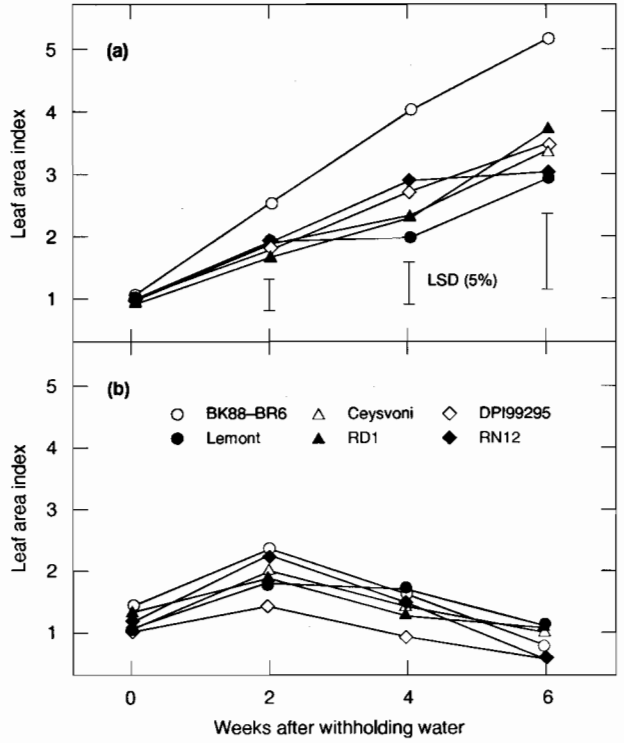 (a)
5
4
3
2
1
Leaf area index
LSD (5%)
(b)
BK88–BR6 Ceysvoni DPI99295
Lemont RD1 RN12
5
4
3
2
1
Leaf area index
0 2 4 6
Weeks after withholding water